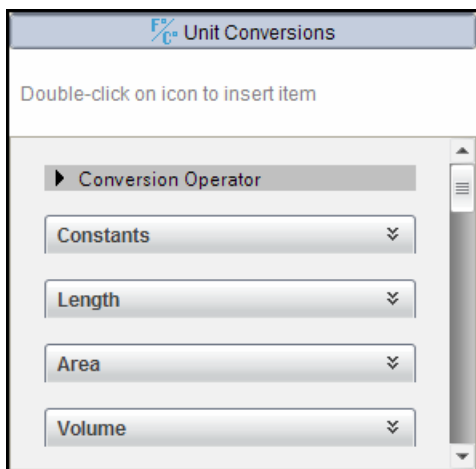 F°/C° Unit Conversions
Double-click on icon to insert item
Conversion Operator
Constants
Length
Area
Volume